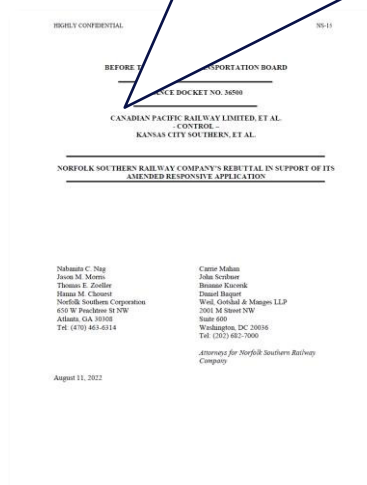 HIGHLY CONFIDENTIAL
NS-13
BEFORE T NSPORTATION BOARD
NCE DOCKET NO. 36500
CANADIAN PACIFIC RAILWAY LIMITED, ET AL.
- CONTROL –
KANSAS CITY SOUTHERN, ET AL.
NORFOLK SOUTHERN RAILWAY COMPANY'S REBUTTAL IN SUPPORT OF ITS
AMENDED RESPONSIVE APPLICATION
Nabanita C. Nag
Jason M. Morris
Thomas E. Zoeller
Hanna M. Chouest
Norfolk Southern Corporation
650 W Peachtree St NW
Atlanta, GA 30308
Tel: (470) 463-6314
Carrie Mahan
John Scribner
Brianne Kucerik
Daniel Baquet
Weil, Gotshal & Manges LLP
2001 M Street NW
Suite 600
Washington, DC 20036
Tel: (202) 682-7000
Attorneys for Norfolk Southern Railway
Company
August 11, 2022